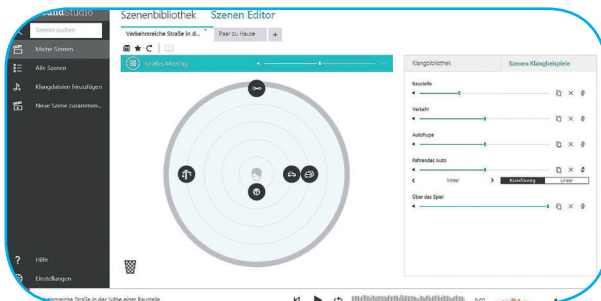 undStudio
Szenenbibliothek Szenen Editor
Szenen suchen
Verkehrsreiche Straße in d... Paar zu Hause +
Meine Szenen
Alle Szenen
Klangdateien hinzufügen
Neue Szene zusammen...
Großes Meeting
Klangbibliothek Szenen Klangbeispiele
Baustelle
Verkehr
Autohupe
Fahrendes Auto
Kreisförmig Linear
Über das Spiel
? Hilfe
Einstellungen
rkehrsreiche Straße in der Nähe einer Baustelle